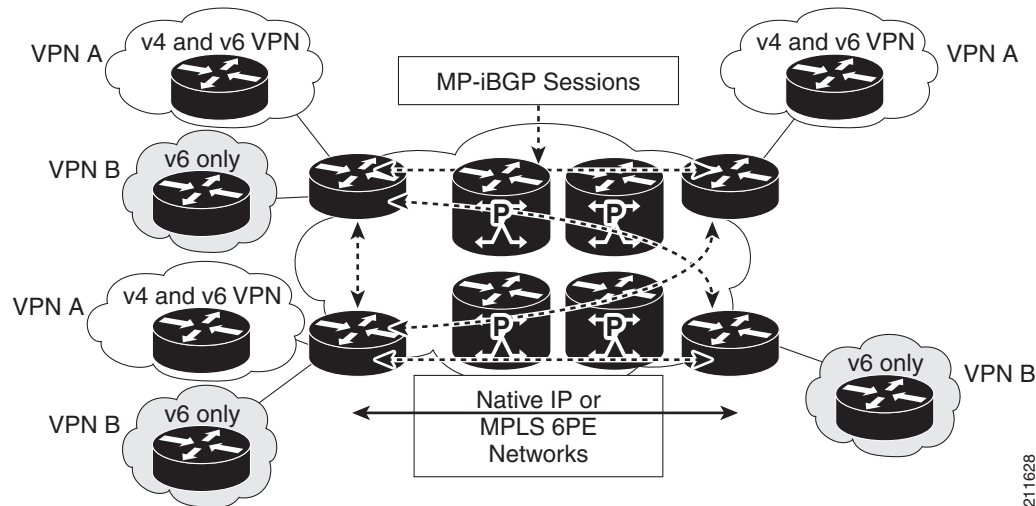 v4 and v6 VPN
VPN A
v4 and v6 VPN
VPN A
MP-iBGP Sessions
v6 only
VPN B
P
P
v4 and v6 VPN
VPN A
P
P
v6 only
VPN B
Native IP or
MPLS 6PE
Networks
v6 only
VPN B
211628